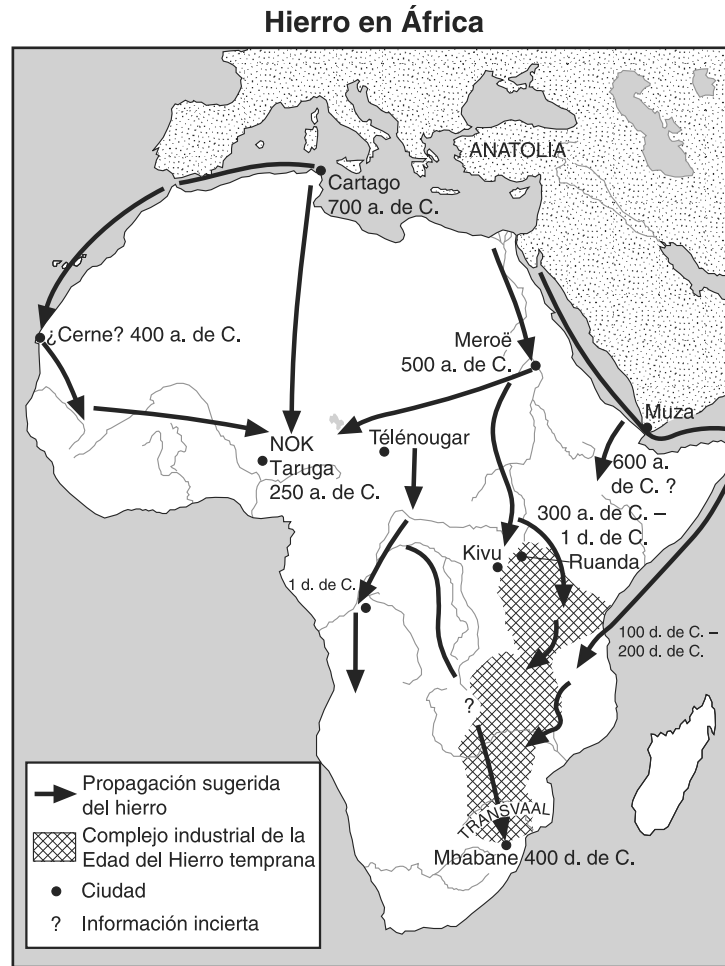 Hierro en África
ANATOLIA
Cartago
700 a. de C.
¿Cerne? 400 a. de C.
Meroë
500 a. de C.
Muza
NOK
Taruga
250 a. de C.
Télénougar
600 a.
de C. ?
300 a. de C. –
1 d. de C.
Kivu
Ruanda
1 d. de C.
100 d. de C. –
200 d. de C.
?
TRANSVAAL
Mbabane 400 d. de C.
Propagación sugerida
del hierro
Complejo industrial de la
Edad del Hierro temprana
Ciudad
? Información incierta